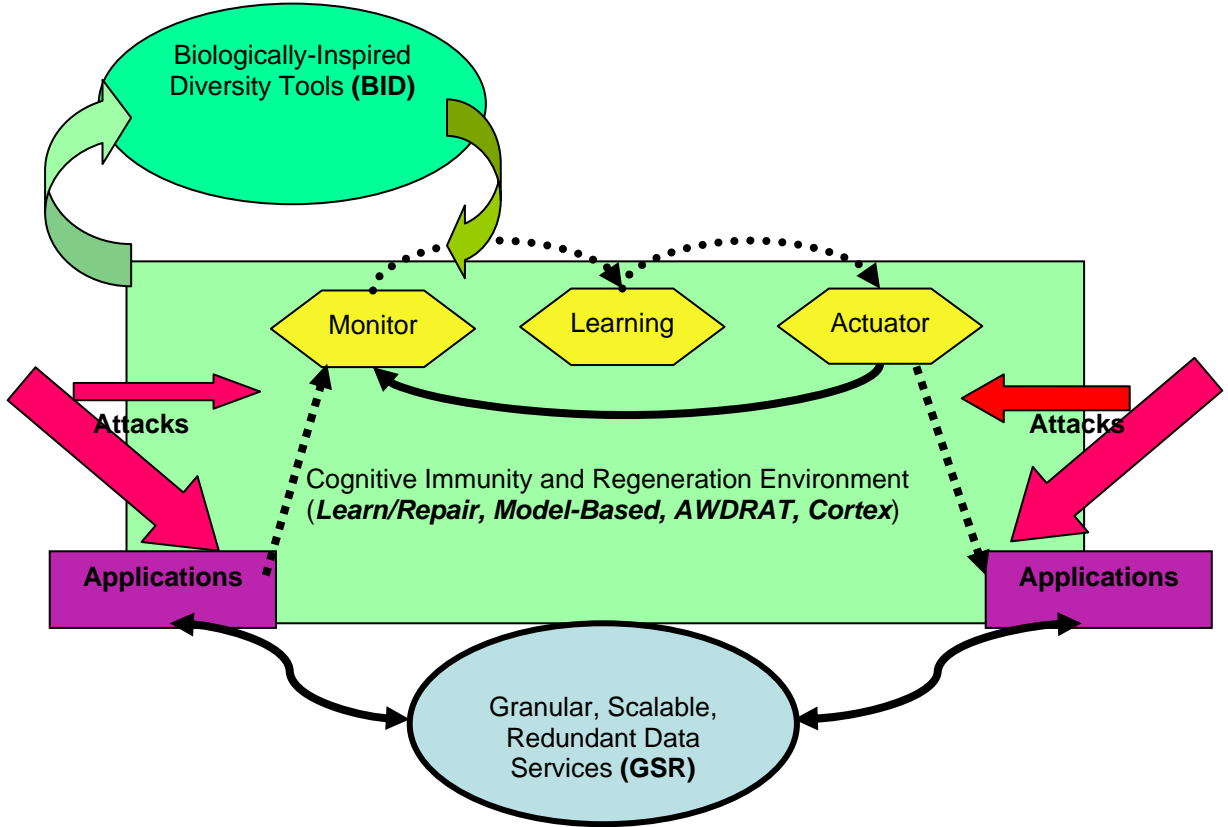 Biologically-Inspired
Diversity Tools (BID)
Monitor
Learning
Actuator
Attacks
Attacks
Cognitive Immunity and Regeneration Environment
(Learn/Repair, Model-Based, AWDRAT, Cortex)
Applications
Applications
Granular, Scalable,
Redundant Data
Services (GSR)